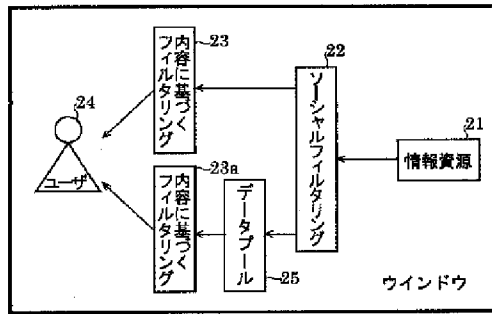 内容に基づく
フィルタリング
23
ソーシャルフィルタリング
22
24
ユーザ
21
情報資源
内容に基づく
フィルタリング
23a
データプール
25
ウインドウ